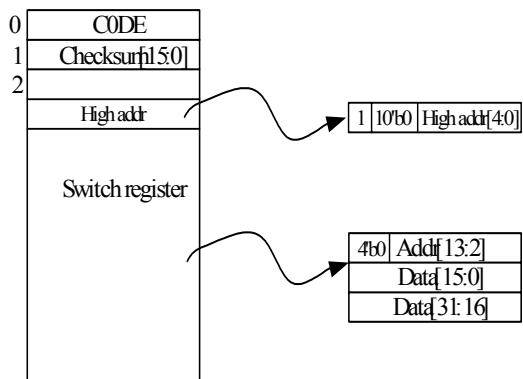 0 C0DE
1 Checksum[15:0]
2
High addr
1 10'b0 High addr[4:0]
Switch register
4'b0 Addr[13:2]
Data[15:0]
Data[31:16]